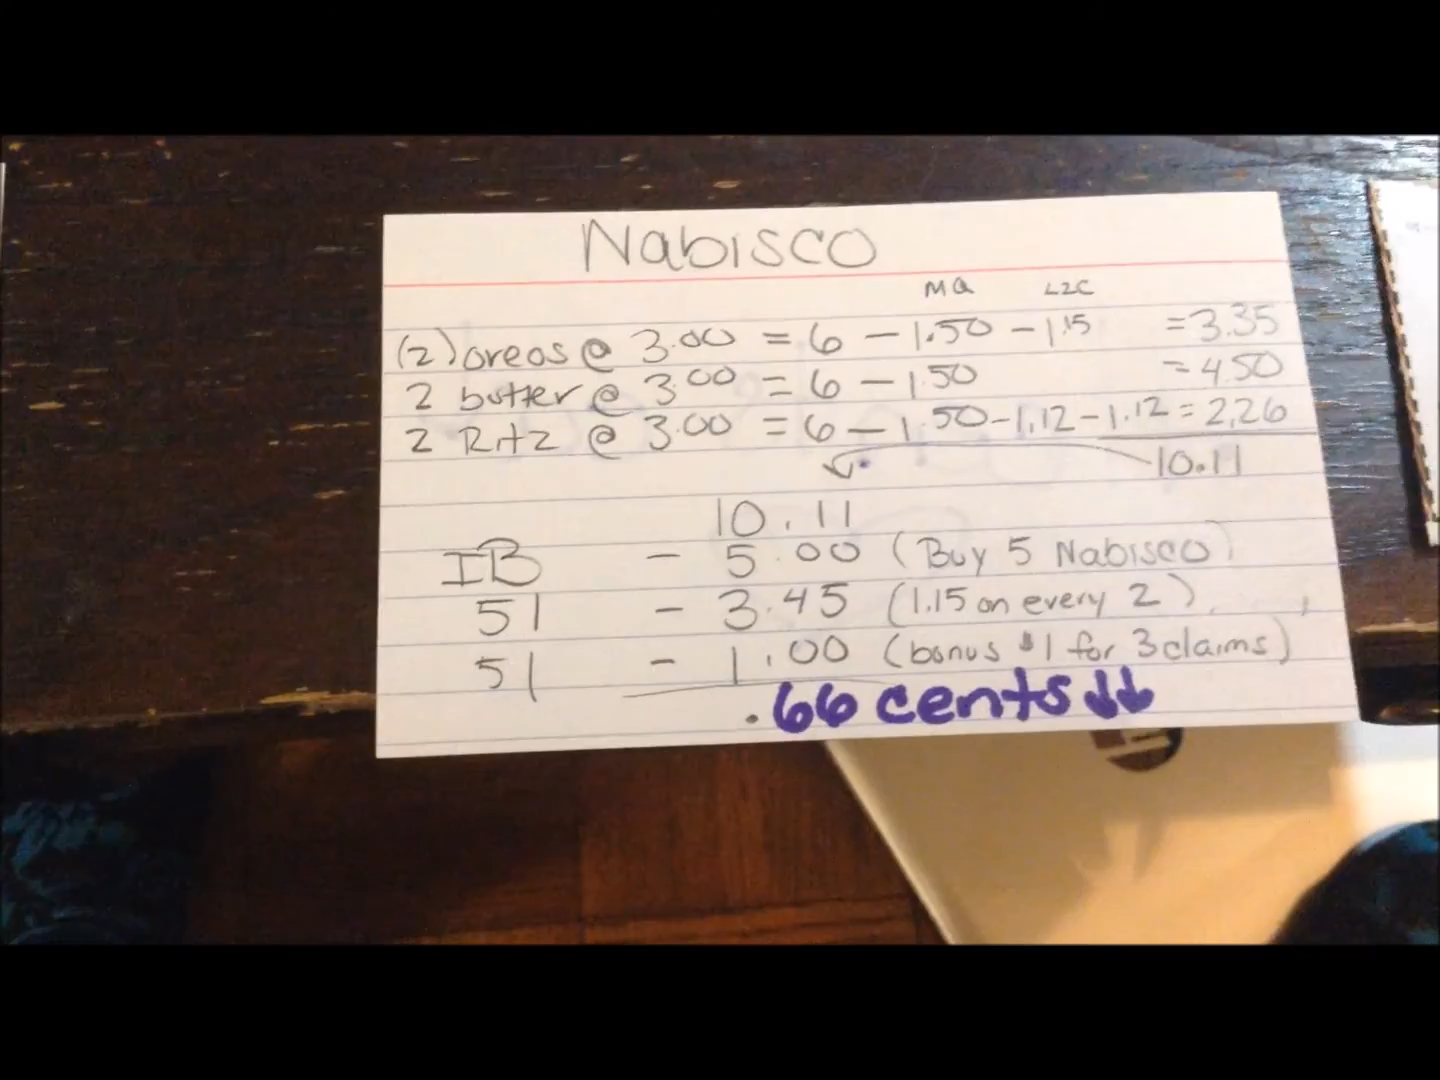 Nabisco
MQ L2C
(2) oreos @ 3.00 = 6 - 1.50 - 1.15 = 3.35
2 butter @ 3.00 = 6 - 1.50 = 4.50
2 Ritz @ 3.00 = 6 - 1.50 - 1.12 - 1.12 = 2.26
10.11
10.11
IB - 5.00 (Buy 5 Nabisco)
51 - 3.45 (1.15 on every 2)
51 - 1.00 (bonus $1 for 3 claims)
.66 cents ↓↓